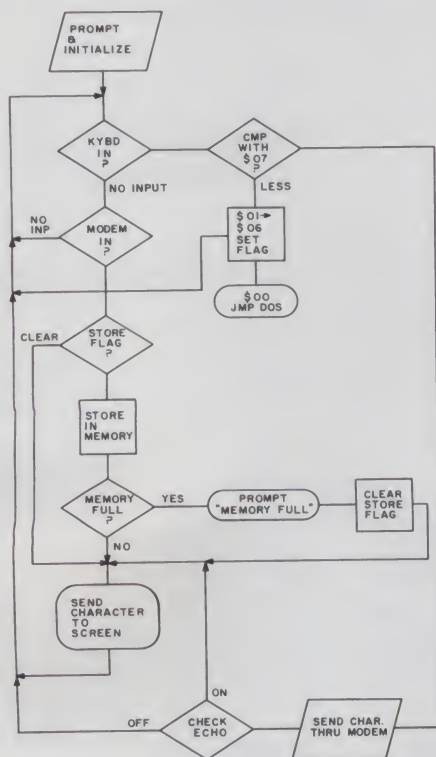 PROMPT
&
INITIALIZE
KYBD
IN
?
CMP
WITH
$07
?
NO INPUT
LESS
NO
INP
MODEM
IN
?
$01→
$06
SET
FLAG
$00
JMP DOS
CLEAR
STORE
FLAG
?
STORE
IN
MEMORY
MEMORY
FULL
?
YES
PROMPT
"MEMORY FULL"
CLEAR
STORE
FLAG
NO
SEND
CHARACTER
TO
SCREEN
ON
OFF
CHECK
ECHO
SEND CHAR.
THRU MODEM